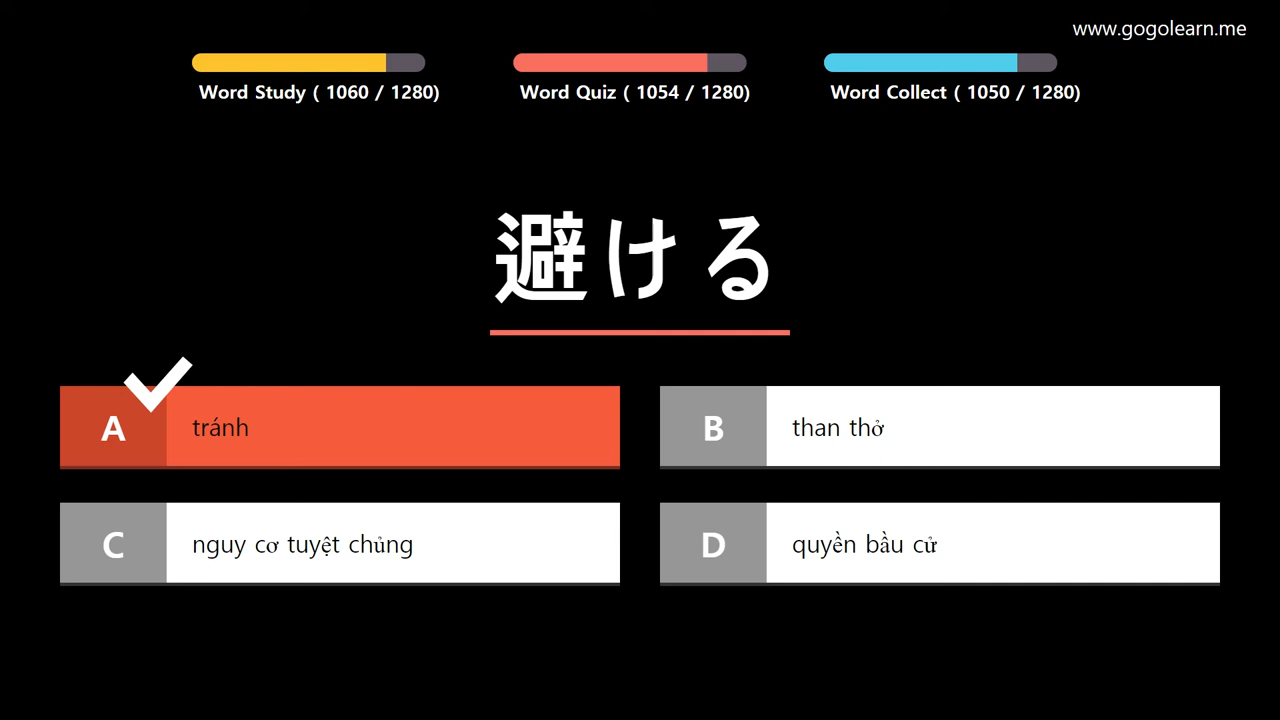 www.gogolearn.me
Word Study ( 1060 / 1280)
Word Quiz ( 1054 / 1280)
Word Collect ( 1050 / 1280)
避ける
A
tránh
B
than thở
C
nguy cơ tuyệt chủng
D
quyền bầu cử